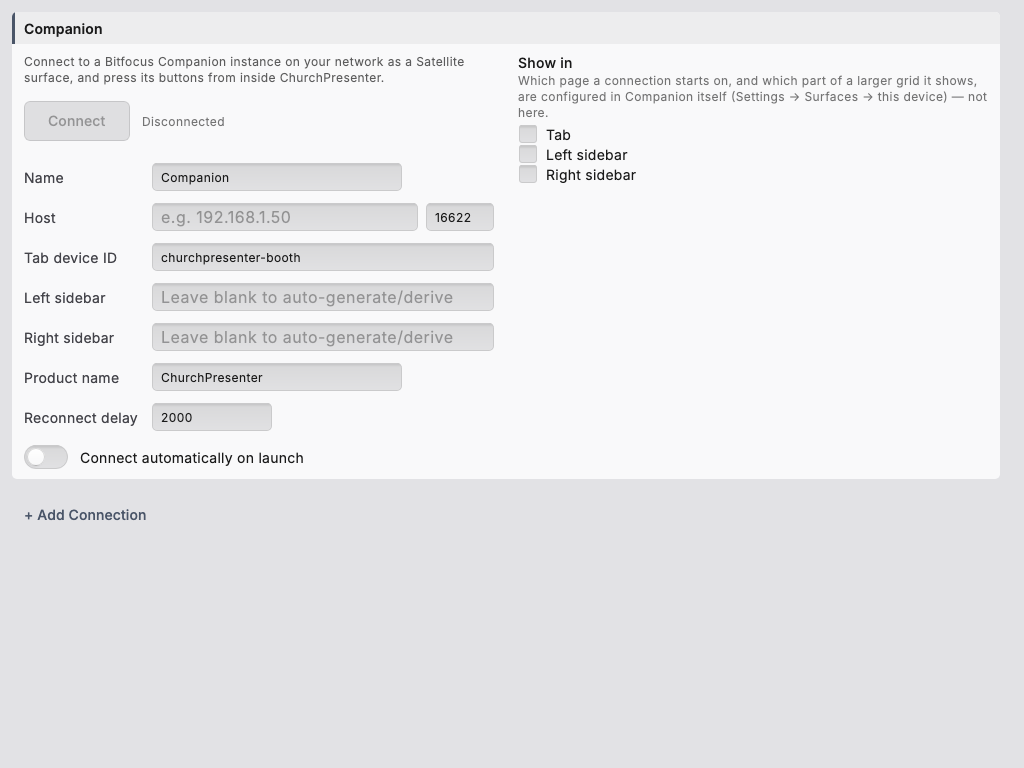 Companion
Connect to a Bitfocus Companion instance on your network as a Satellite
surface, and press its buttons from inside ChurchPresenter.
Connect
Disconnected
Name
Companion
Host
e.g. 192.168.1.50
16622
Tab device ID
churchpresenter-booth
Left sidebar
Leave blank to auto-generate/derive
Right sidebar
Leave blank to auto-generate/derive
Product name
ChurchPresenter
Reconnect delay
2000
Connect automatically on launch
Show in
Which page a connection starts on, and which part of a larger grid it shows,
are configured in Companion itself (Settings → Surfaces → this device) — not
here.
Tab
Left sidebar
Right sidebar
+ Add Connection